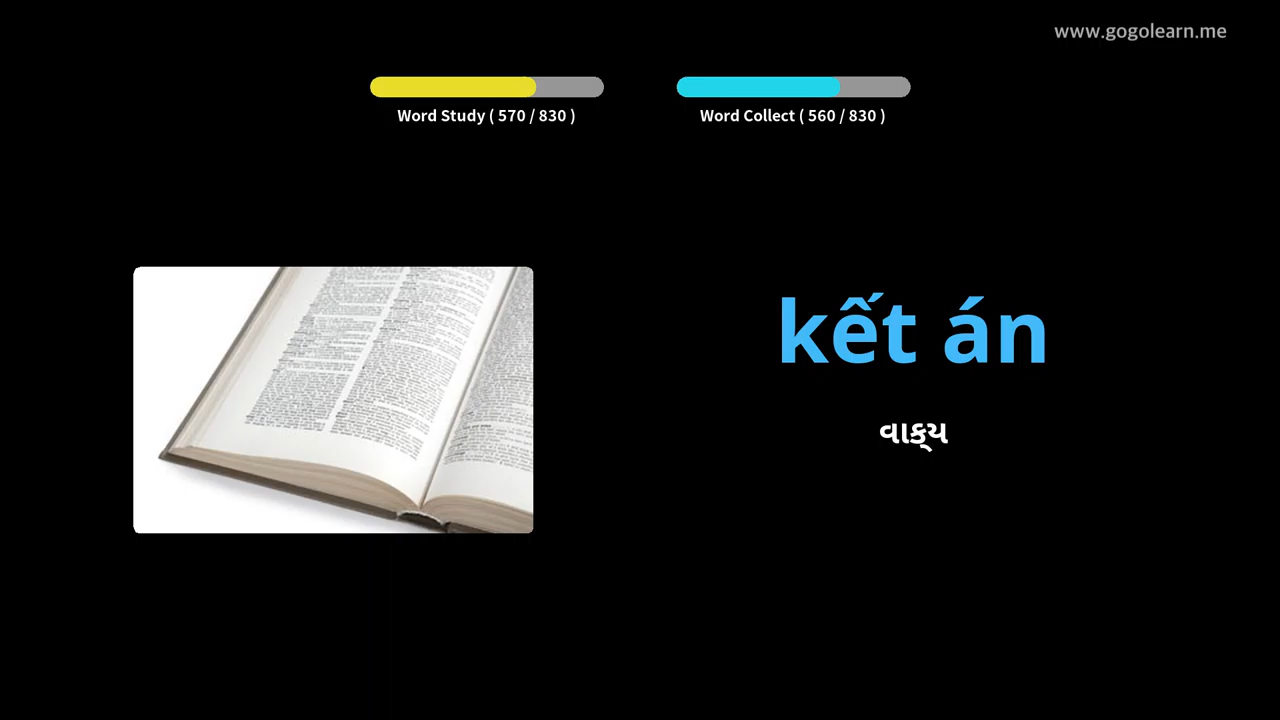 www.gogolearn.me
Word Study ( 570 / 830 )
Word Collect ( 560 / 830 )
kết án
વાક્ય